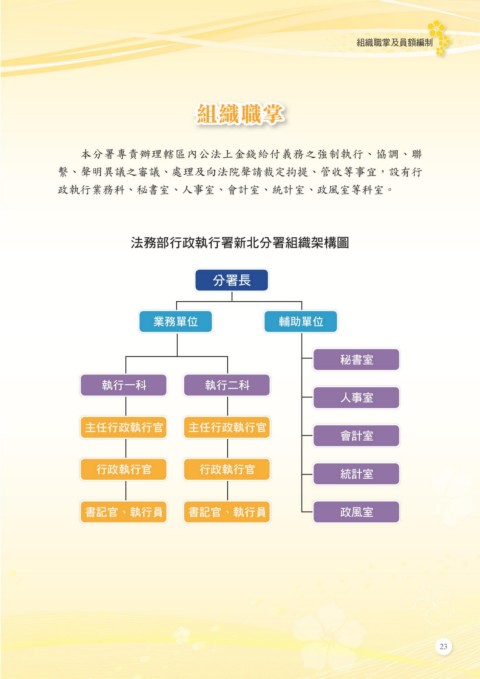 組織職掌及員額編制
組織職掌
本分署專責辦理轄區內公法上金錢給付義務之強制執行、協調、聯
繫、聲明異議之審議、處理及向法院聲請裁定拘提、管收等事宜，設有行
政執行業務科、秘書室、人事室、會計室、統計室、政風室等科室。
法務部行政執行署新北分署組織架構圖
分署長
業務單位
輔助單位
執行一科
執行二科
主任行政執行官
主任行政執行官
行政執行官
行政執行官
書記官、執行員
書記官、執行員
秘書室
人事室
會計室
統計室
政風室
23